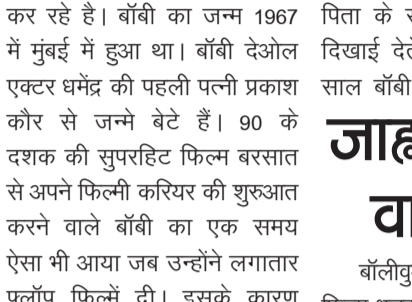 कर रहे है। बॉबी का जन्म 1967
में मुंबई में हुआ था। बॉबी देओल
एक्टर धर्मेंद्र की पहली पत्नी प्रकाश
कौर से जन्मे बेटे हैं। 90 के
दशक की सुपरहिट फिल्म बरसात
से अपने फिल्मी करियर की शुरुआत
करने वाले बॉबी का एक समय
ऐसा भी आया जब उन्होंने लगातार
फ्लॉप फिल्में दी। इसके कारण
पिता के
दिखाई
साल बॉबी